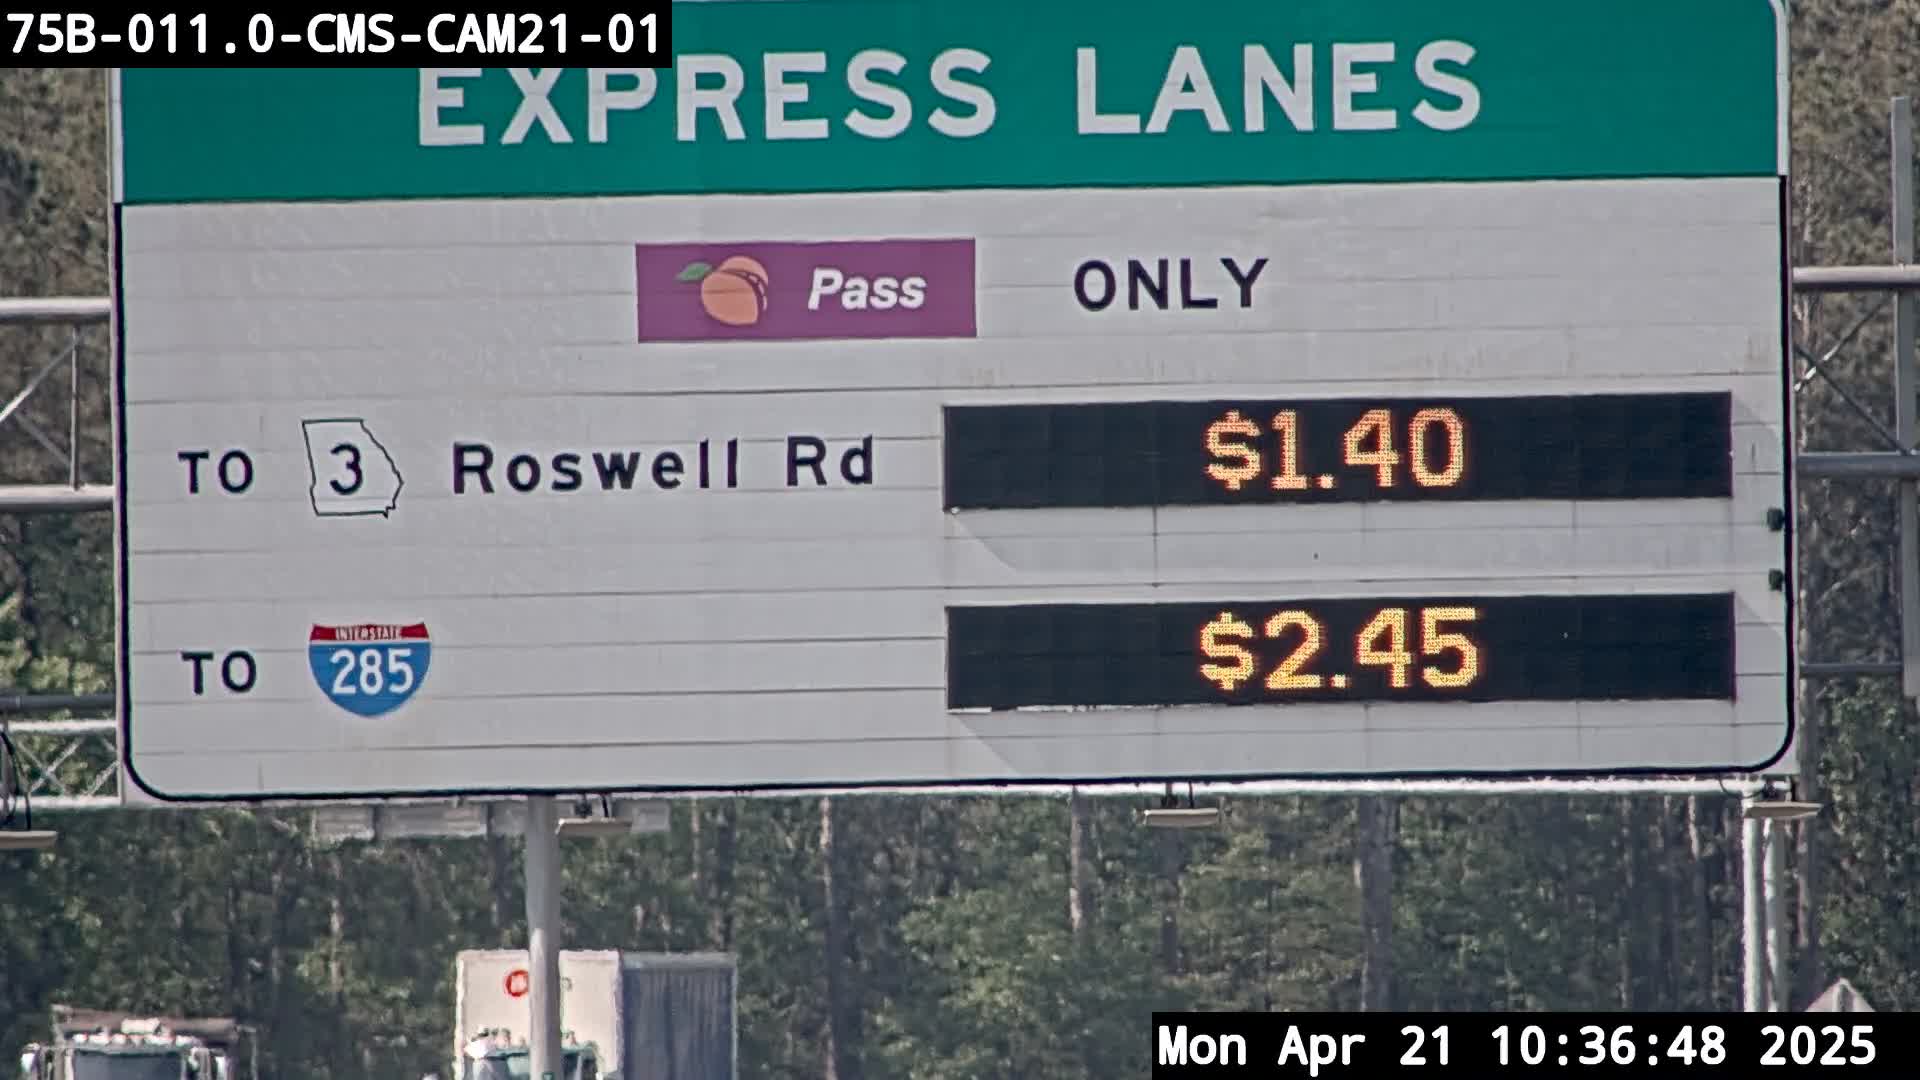 75B-011.0-CMS-CAM21-01
EXPRESS LANES
Pass ONLY
TO 3 Roswell Rd $1.40
TO INTERSTATE 285 $2.45
Mon Apr 21 10:36:48 2025